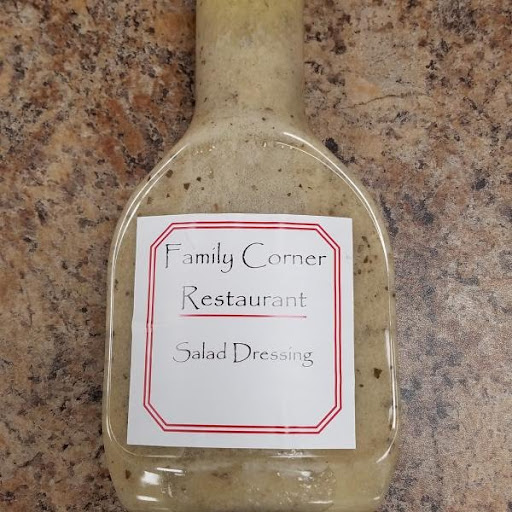 Family Corner
Restaurant
Salad Dressing